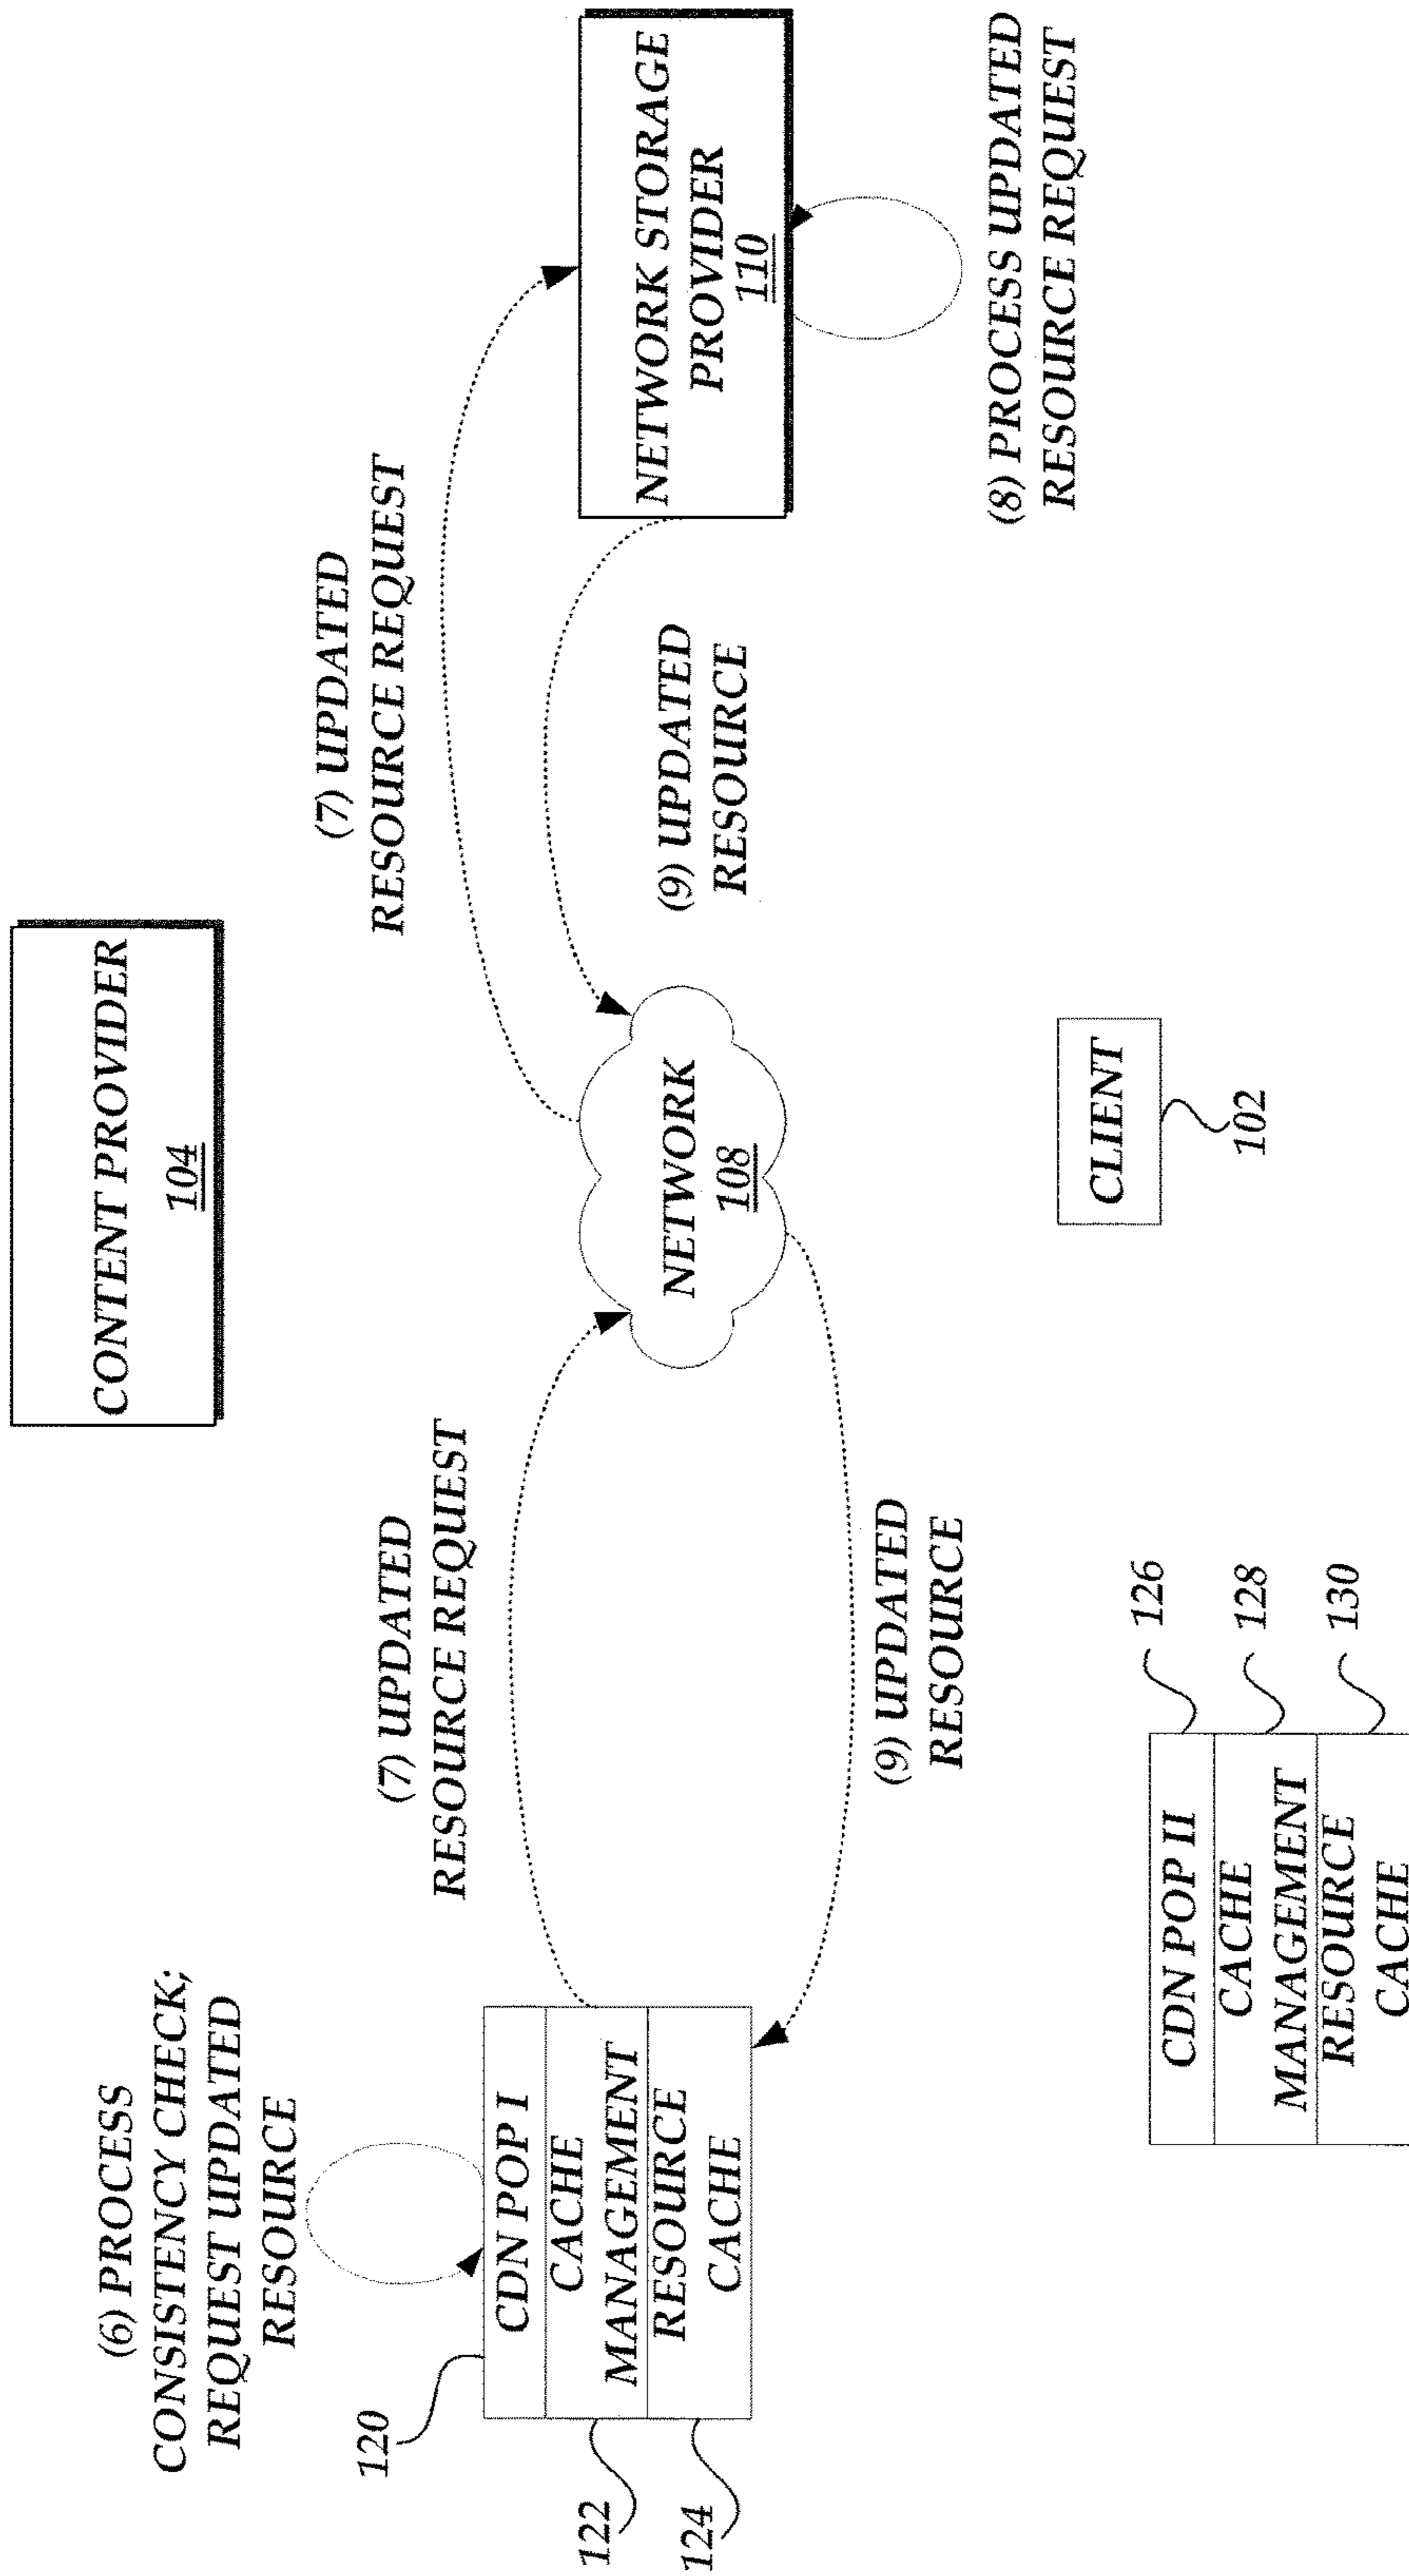 CONTENT PROVIDER
104
(6) PROCESS
CONSISTENCY CHECK;
REQUEST UPDATED
RESOURCE
(7) UPDATED
RESOURCE REQUEST
(7) UPDATED
RESOURCE REQUEST
120
CDN POP I
CACHE
MANAGEMENT
RESOURCE
CACHE
122
124
NETWORK
108
NETWORK STORAGE
PROVIDER
110
(9) UPDATED
RESOURCE
(9) UPDATED
RESOURCE
(8) PROCESS UPDATED
RESOURCE REQUEST
CLIENT
102
CDN POP II
CACHE
MANAGEMENT
RESOURCE
CACHE
126
128
130